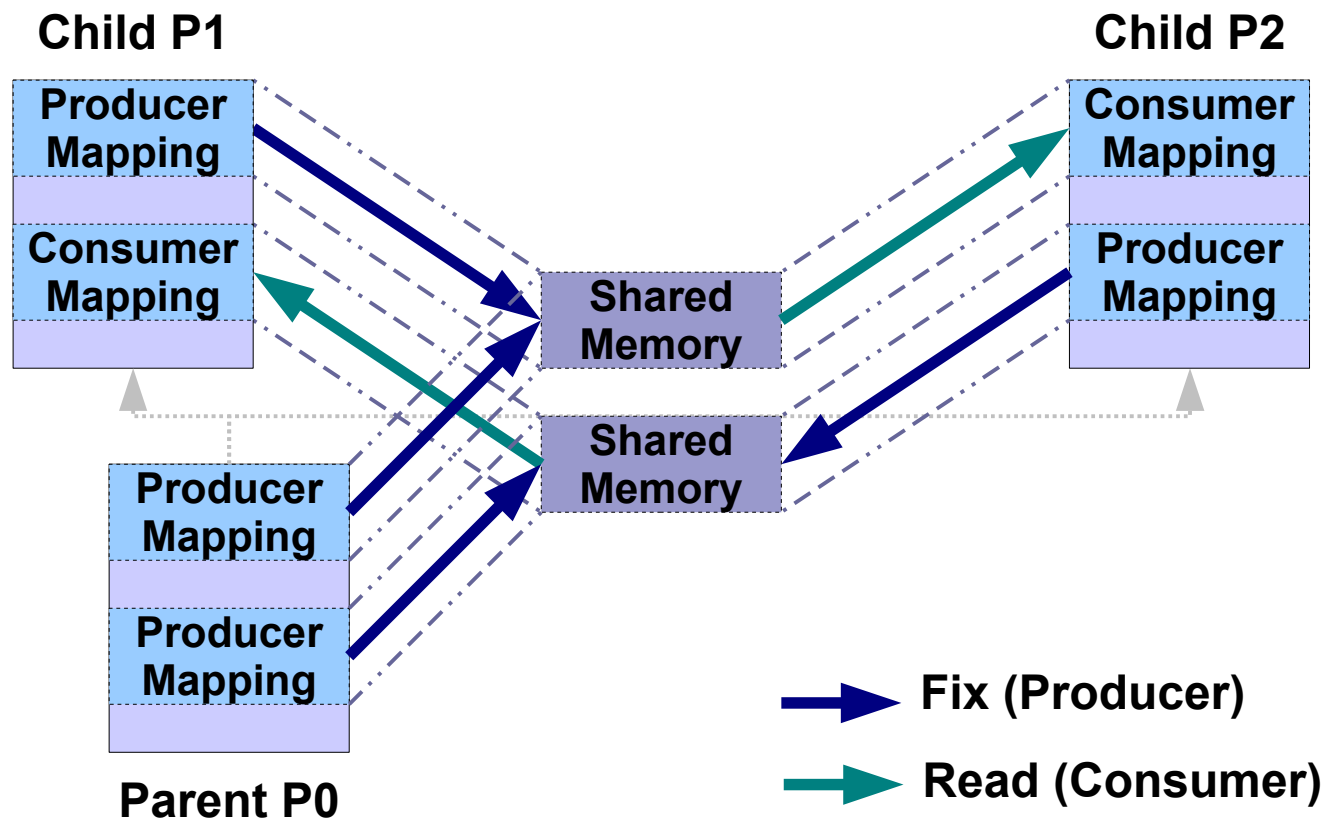 Child P1
Child P2
Producer
Mapping
Consumer
Mapping
Consumer
Mapping
Producer
Mapping
Shared
Memory
Shared
Memory
Producer
Mapping
Producer
Mapping
Parent P0
Fix (Producer)
Read (Consumer)